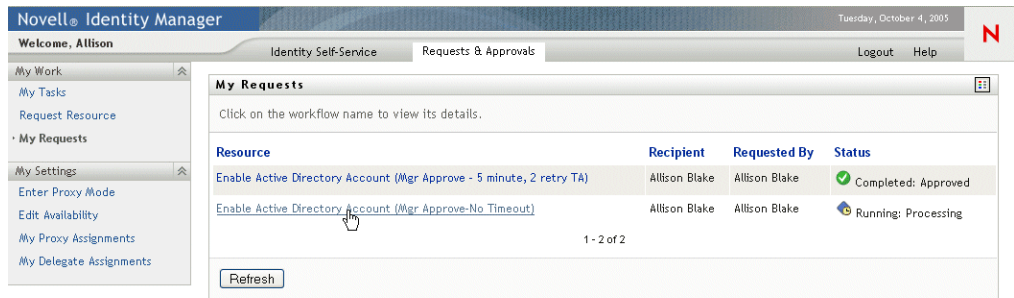 Novell® Identity Manager
Tuesday, October 4, 2005
N
Welcome, Allison
Identity Self-Service
Requests & Approvals
Logout Help
My Work
My Tasks
Request Resource
My Requests
My Settings
Enter Proxy Mode
Edit Availability
My Proxy Assignments
My Delegate Assignments
My Requests
Click on the workflow name to view its details.
Resource Recipient Requested By Status
Enable Active Directory Account (Mgr Approve - 5 minute, 2 retry TA) Allison Blake Allison Blake Completed: Approved
Enable Active Directory Account (Mgr Approve-No Timeout) Allison Blake Allison Blake Running: Processing
1 - 2 of 2
Refresh